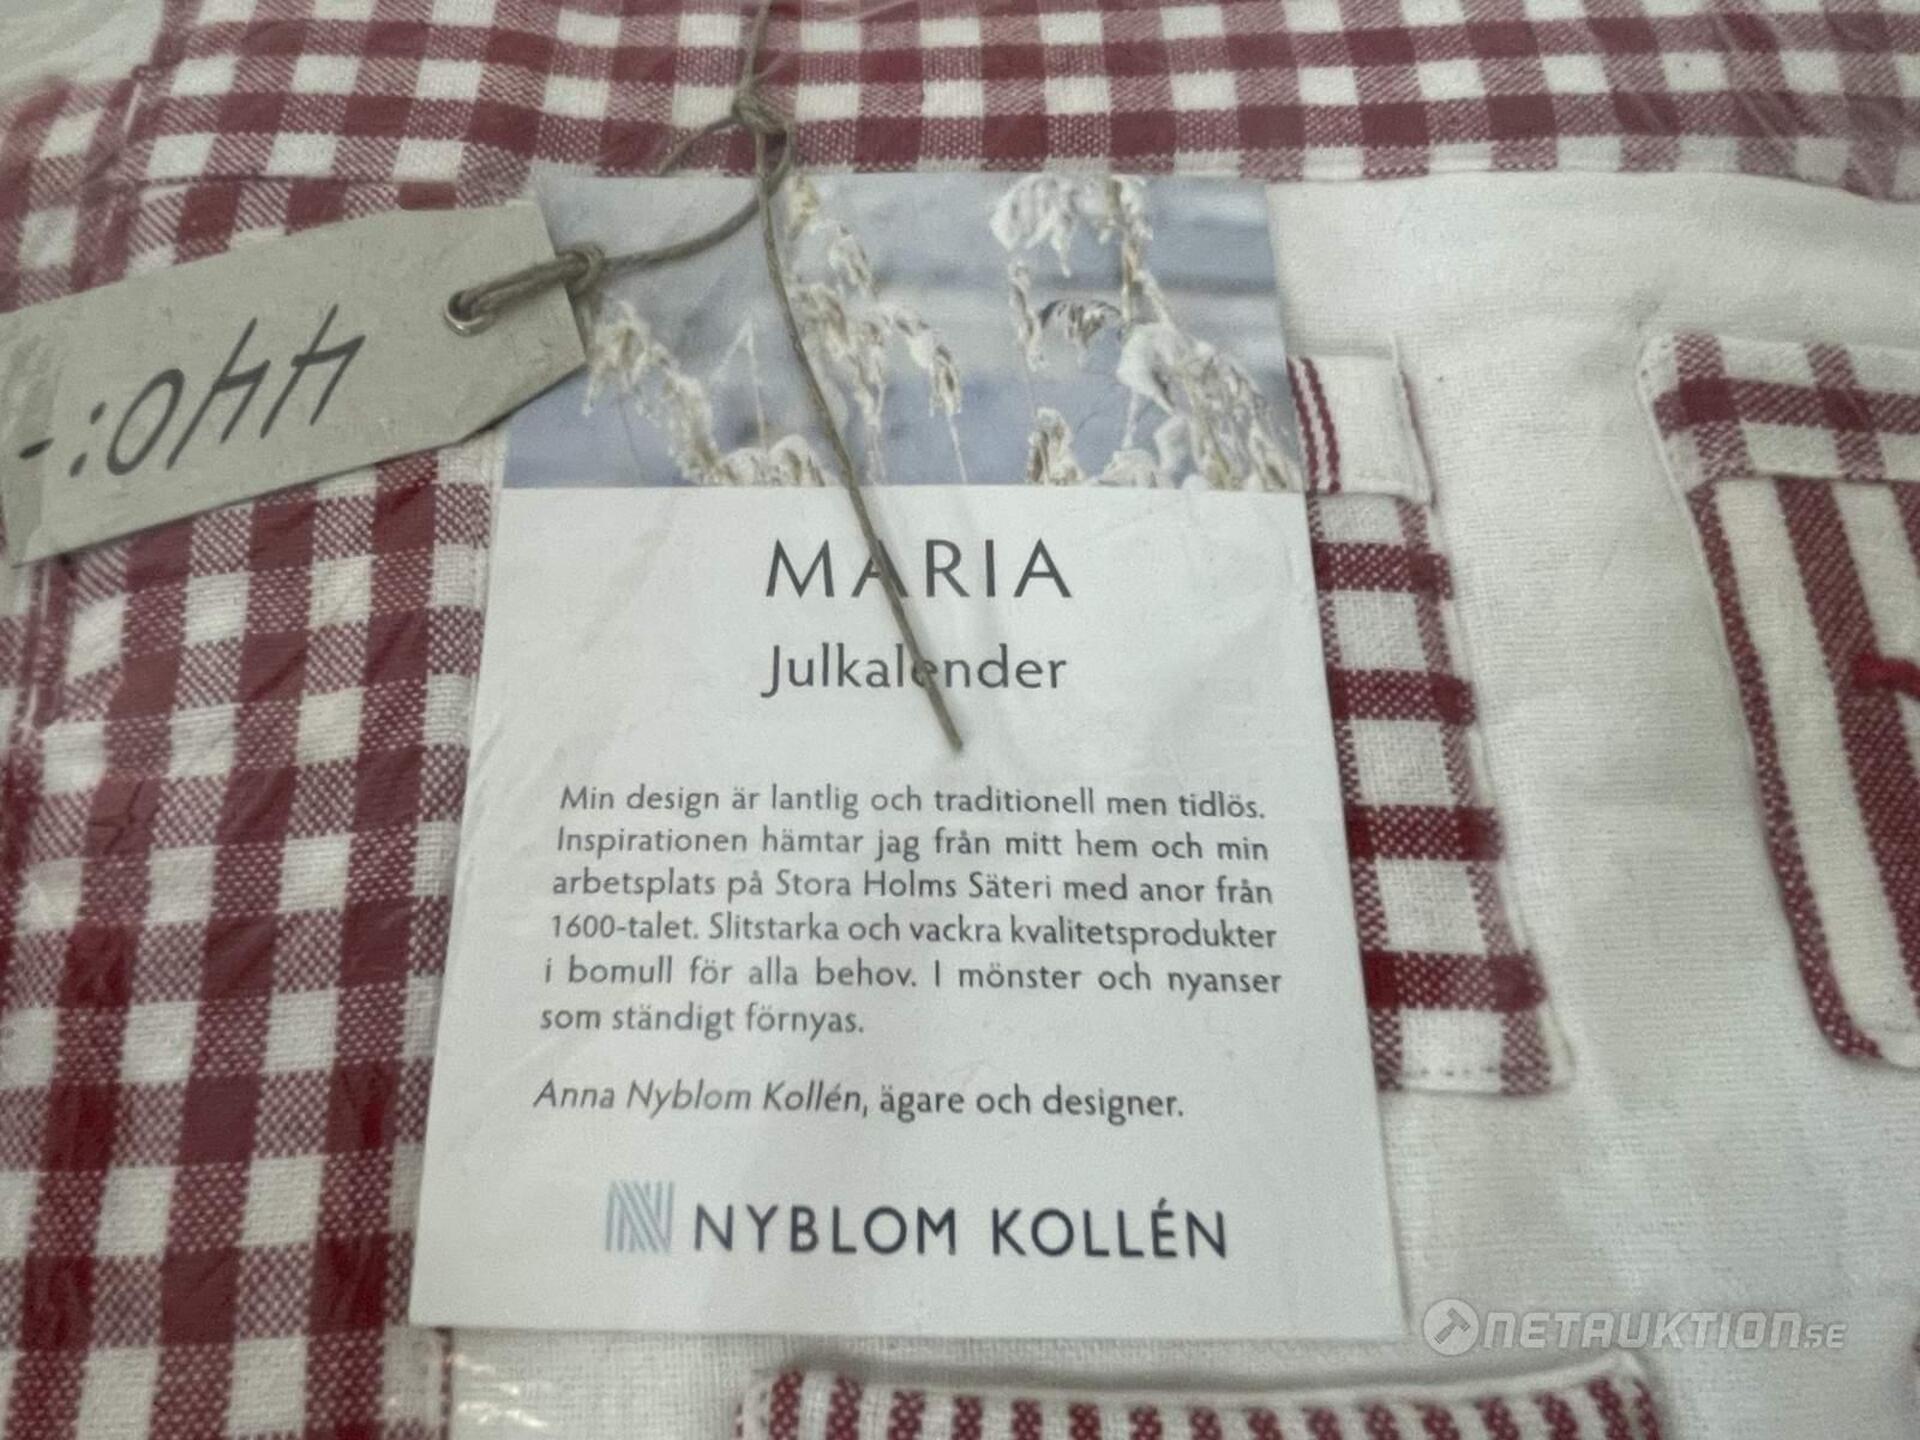 440:-
MARIA
Julkalender
Min design är lantlig och traditionell men tidlös.
Inspirationen hämtar jag från mitt hem och min
arbetsplats på Stora Holms Säteri med anor från
1600-talet. Slitstarka och vackra kvalitetsprodukter
i bomull för alla behov. I mönster och nyanser
som ständigt förnyas.
Anna Nyblom Kollén, ägare och designer.
NYBLOM KOLLÉN
NETAUKTION.SE